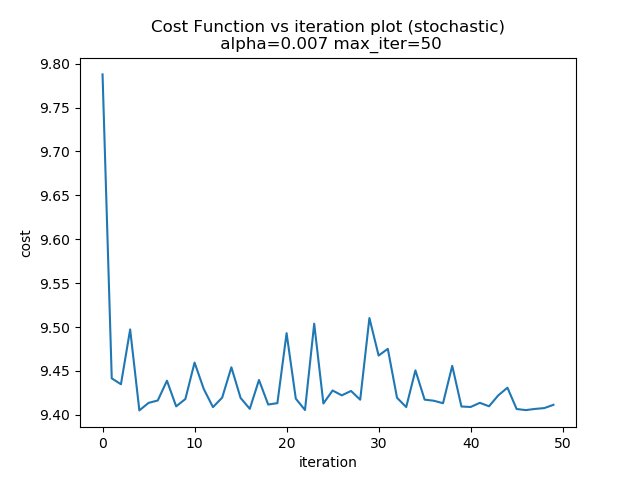 Cost Function vs iteration plot (stochastic)
alpha=0.007 max_iter=50
9.80
9.75
9.70
9.65
9.60
9.55
9.50
9.45
9.40
cost
0 10 20 30 40 50
iteration